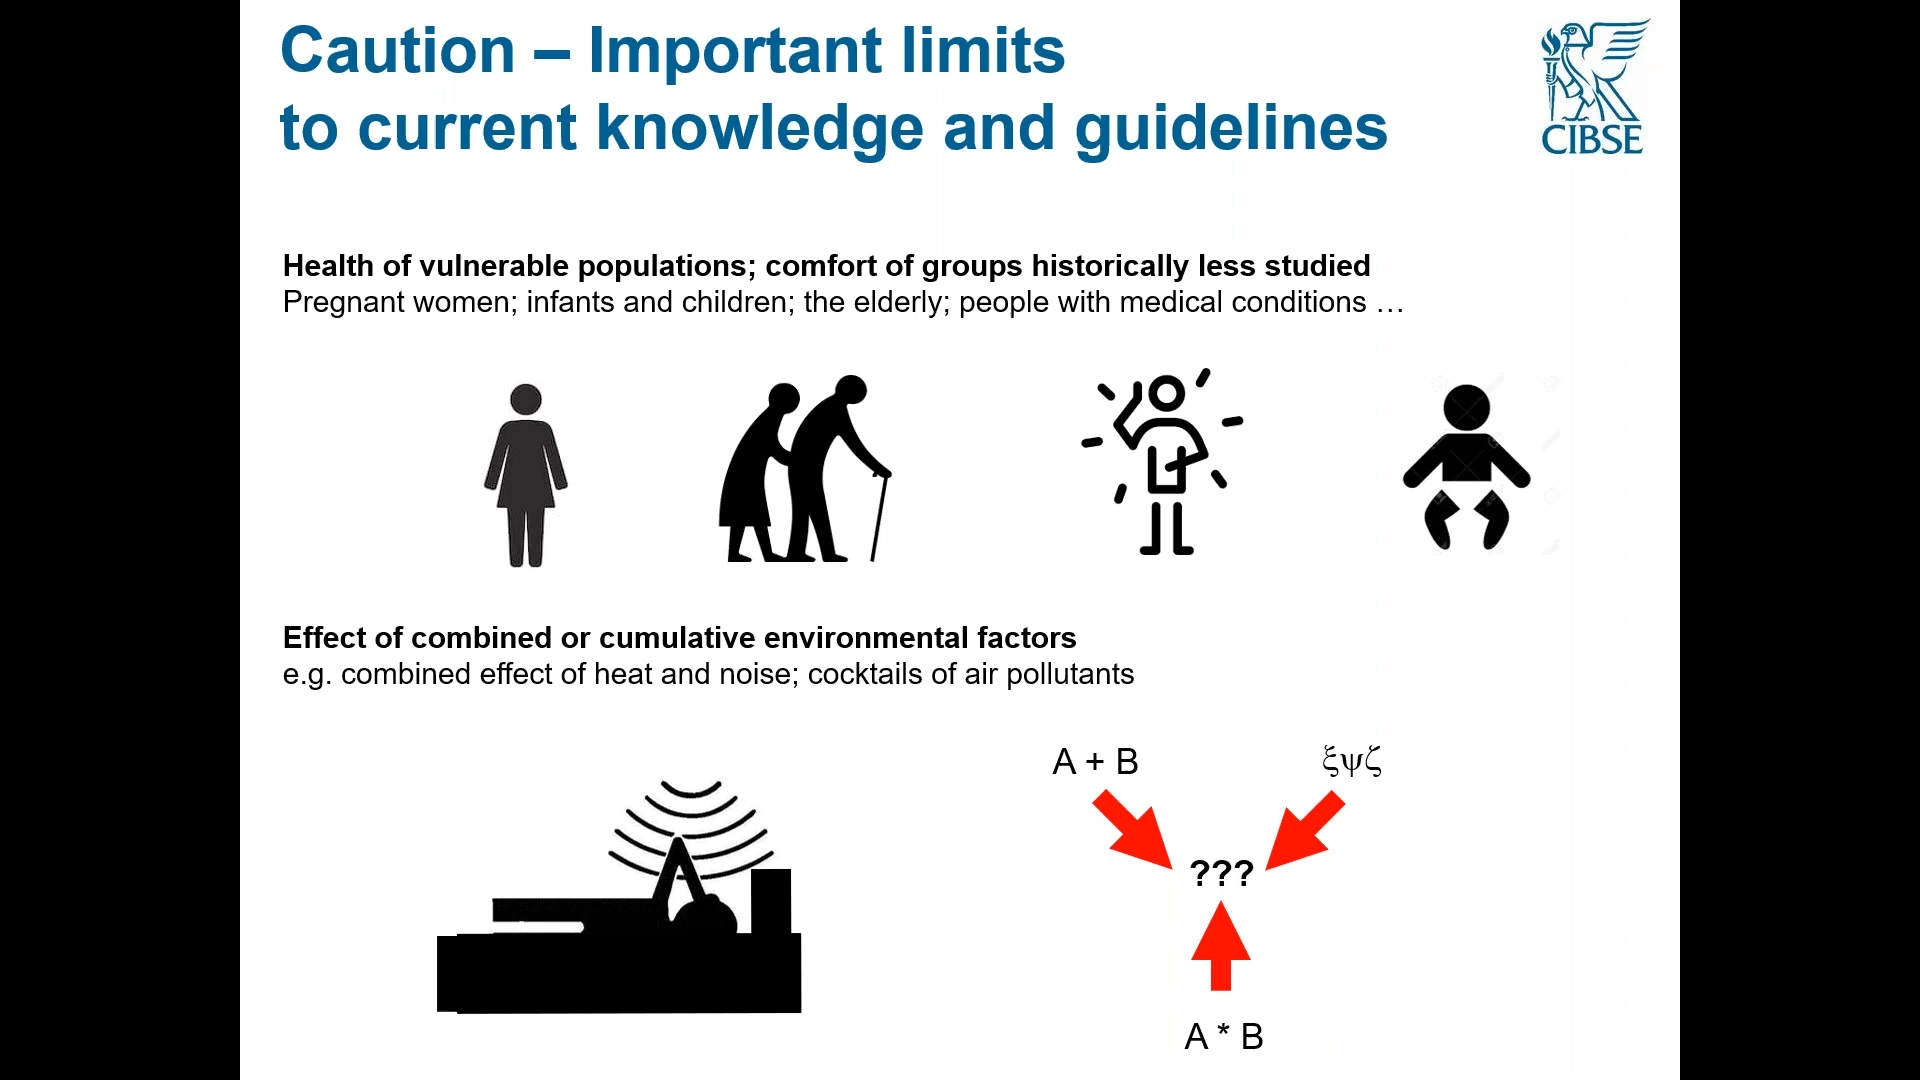 Caution – Important limits
to current knowledge and guidelines
CIBSE
Health of vulnerable populations; comfort of groups historically less studied
Pregnant women; infants and children; the elderly; people with medical conditions …
Effect of combined or cumulative environmental factors
e.g. combined effect of heat and noise; cocktails of air pollutants
A + B
ξψζ
???
A * B